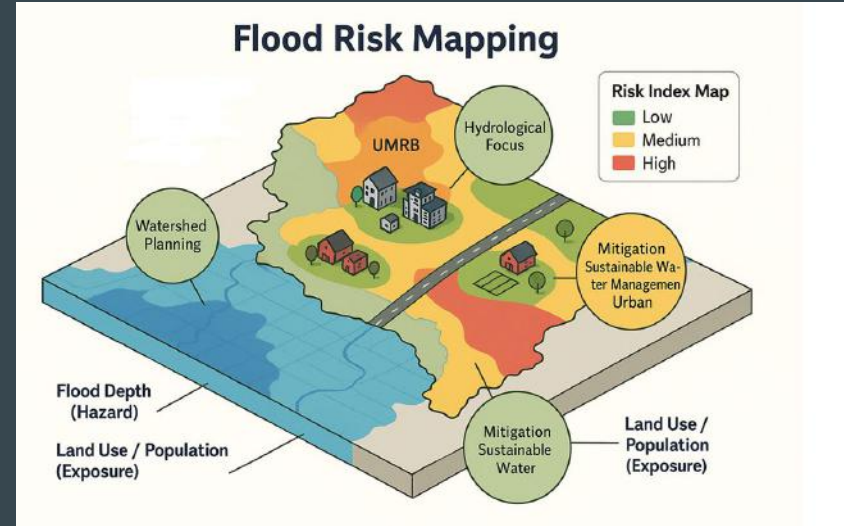 Flood Risk Mapping
Risk Index Map
Low
Medium
High
Hydrological
Focus
UMRB
Watershed
Planning
Mitigation
Sustainable Wa-
ter Managemen
Urban
Flood Depth
(Hazard)
Land Use / Population
(Exposure)
Mitigation
Sustainable
Water
Land Use /
Population
(Exposure)